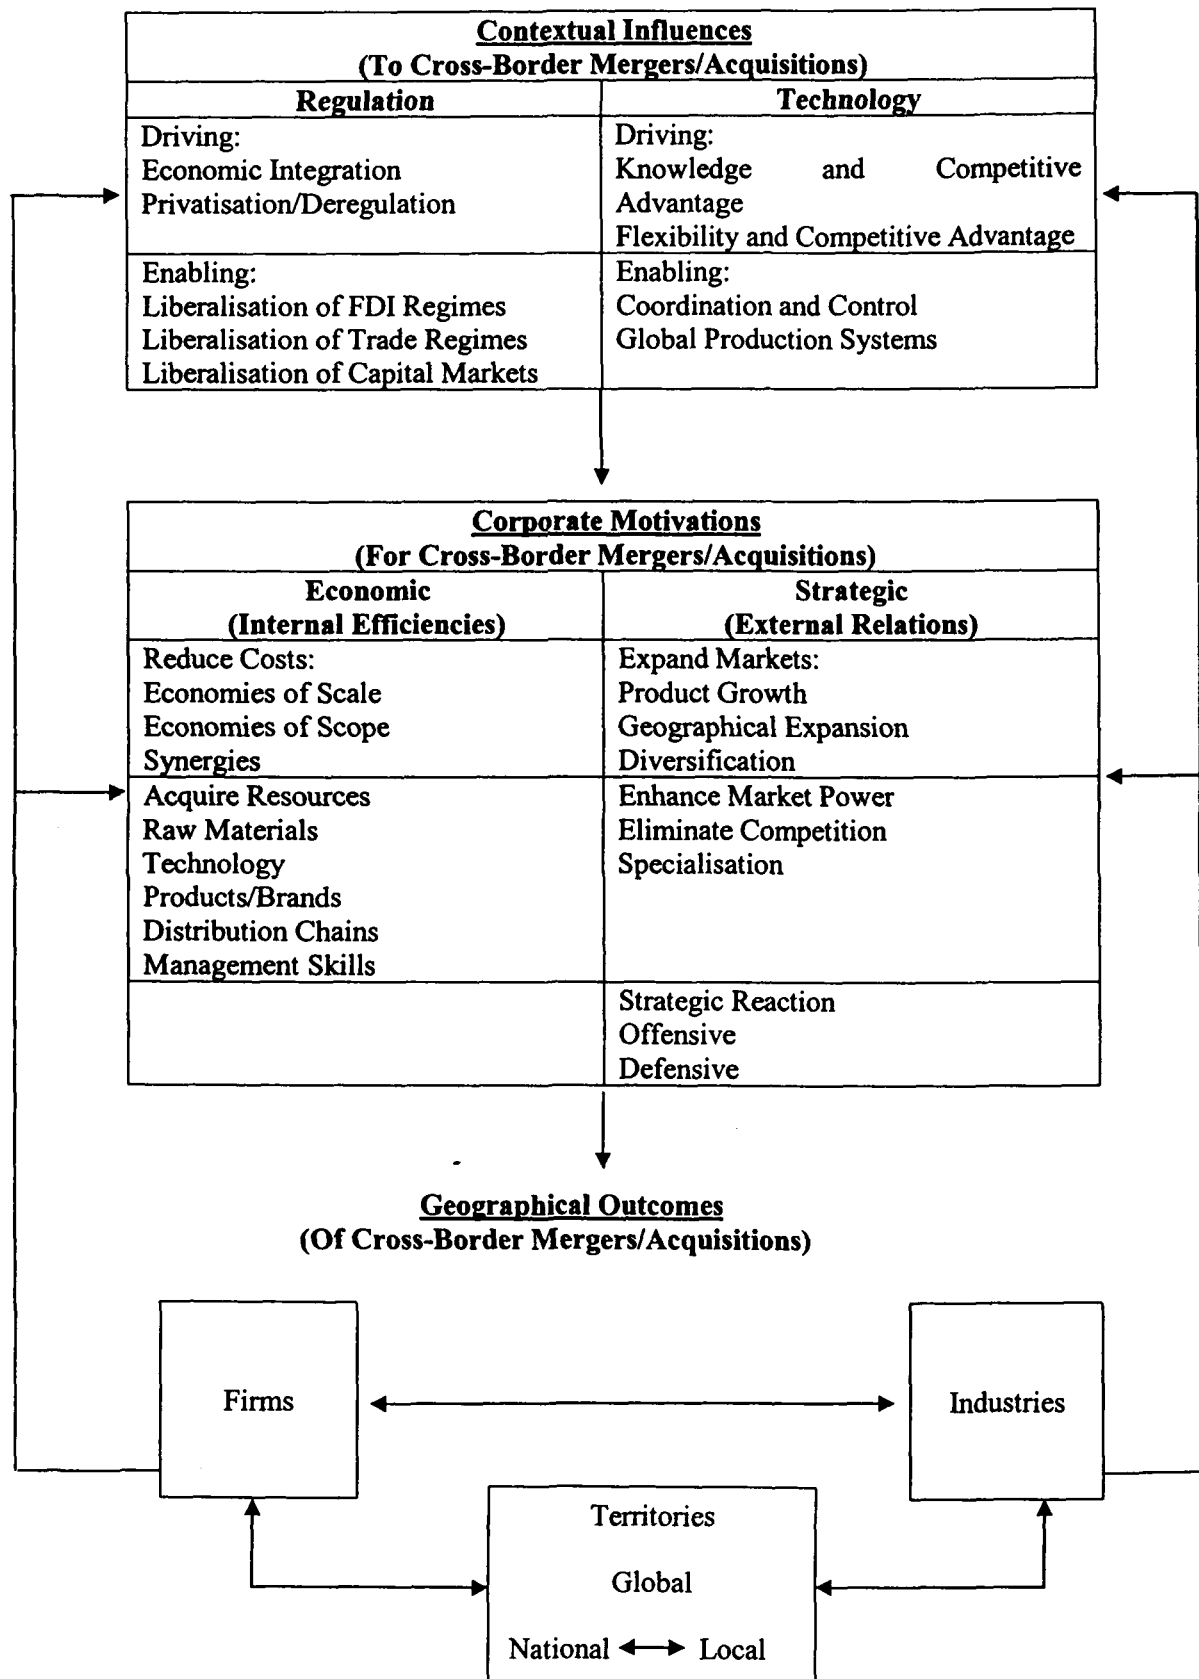 Contextual Influences
(To Cross-Border Mergers/Acquisitions)
Regulation
Technology
Driving:
Economic Integration
Privatisation/Deregulation
Driving:
Knowledge and Competitive
Advantage
Flexibility and Competitive Advantage
Enabling:
Liberalisation of FDI Regimes
Liberalisation of Trade Regimes
Liberalisation of Capital Markets
Enabling:
Coordination and Control
Global Production Systems
Corporate Motivations
(For Cross-Border Mergers/Acquisitions)
Economic
(Internal Efficiencies)
Strategic
(External Relations)
Reduce Costs:
Economies of Scale
Economies of Scope
Synergies
Expand Markets:
Product Growth
Geographical Expansion
Diversification
Acquire Resources
Raw Materials
Technology
Products/Brands
Distribution Chains
Management Skills
Enhance Market Power
Eliminate Competition
Specialisation
Strategic Reaction
Offensive
Defensive
Geographical Outcomes
(Of Cross-Border Mergers/Acquisitions)
Firms
Industries
Territories
Global
National
Local